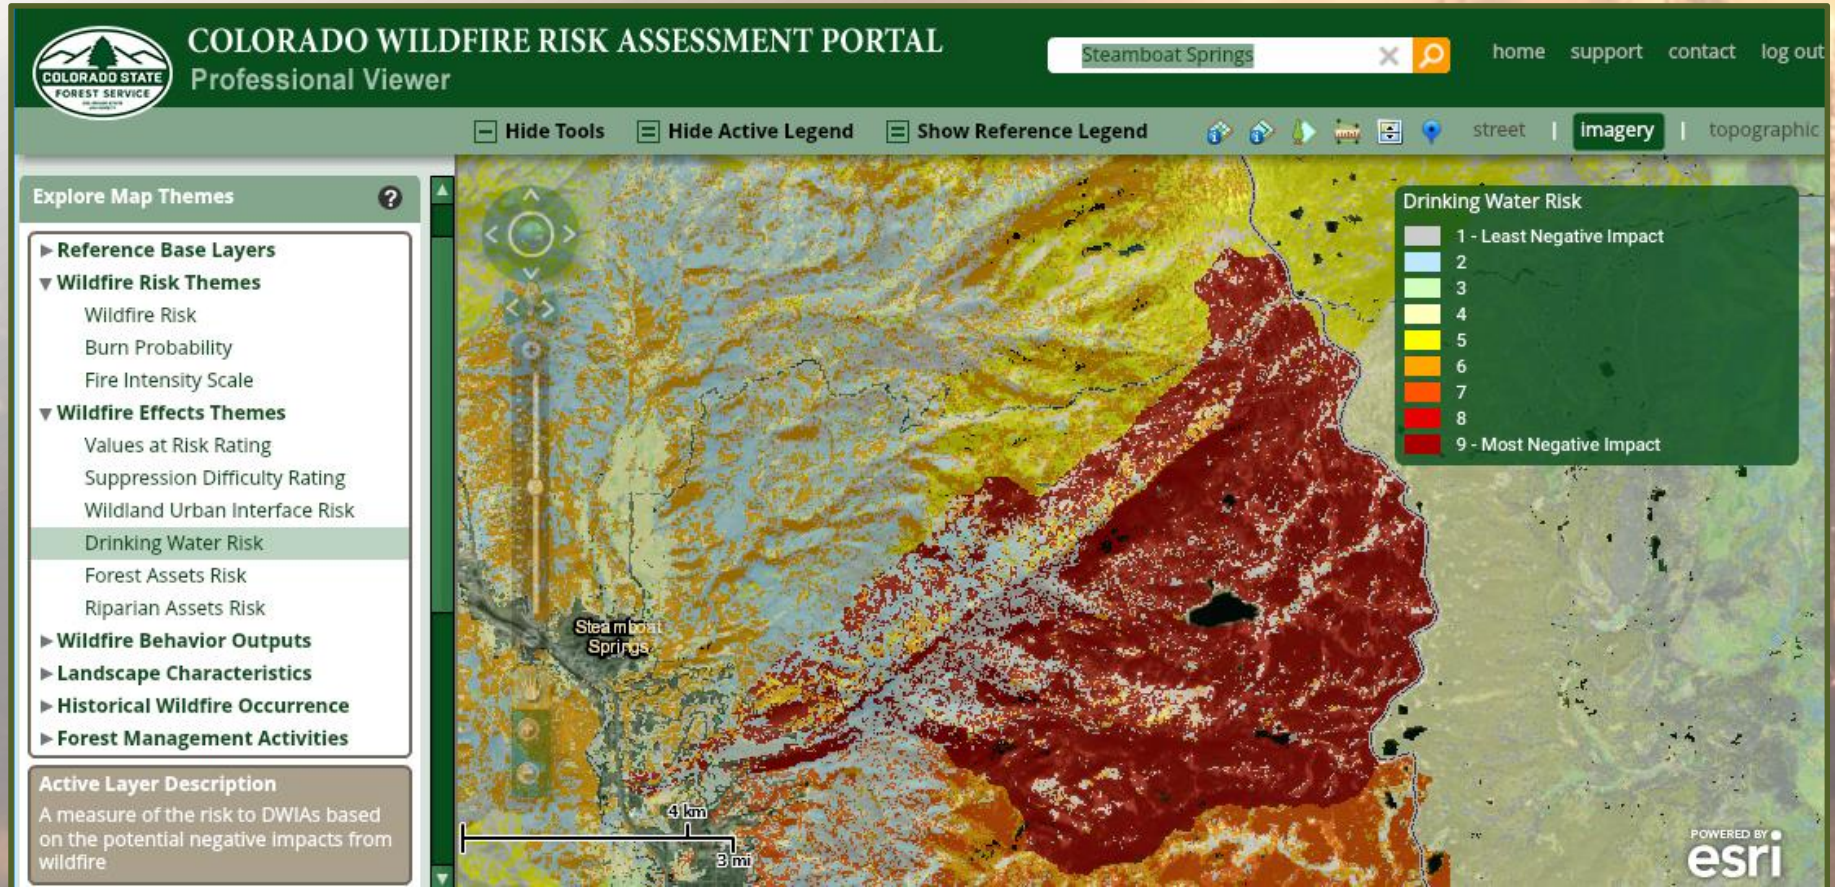 COLORADO WILDFIRE RISK ASSESSMENT PORTAL
Professional Viewer
COLORADO STATE
FOREST SERVICE
Steamboat Springs
home support contact log out
Hide Tools Hide Active Legend Show Reference Legend
street | imagery | topographic
Explore Map Themes ?
Reference Base Layers
Wildfire Risk Themes
Wildfire Risk
Burn Probability
Fire Intensity Scale
Wildfire Effects Themes
Values at Risk Rating
Suppression Difficulty Rating
Wildland Urban Interface Risk
Drinking Water Risk
Forest Assets Risk
Riparian Assets Risk
Wildfire Behavior Outputs
Landscape Characteristics
Historical Wildfire Occurrence
Forest Management Activities
Active Layer Description
A measure of the risk to DWIAs based
on the potential negative impacts from
wildfire
Drinking Water Risk
1 - Least Negative Impact
2
3
4
5
6
7
8
9 - Most Negative Impact
Steamboat
Springs
4 km
3 mi
POWERED BY
esri